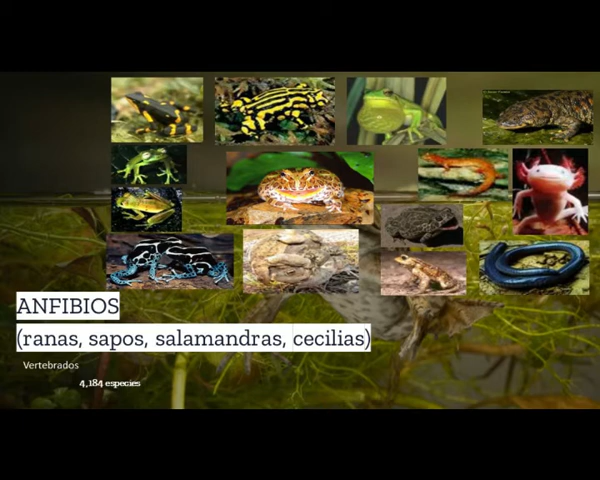 ANFIBIOS
(ranas, sapos, salamandras, cecilias)
Vertebrados
4,184 especies